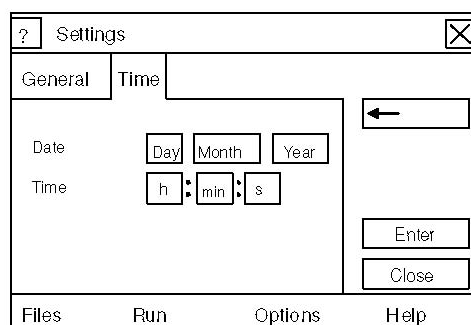 ? Settings
General Time
Date Day Month Year
Time h : min : s
Enter
Close
Files Run Options Help